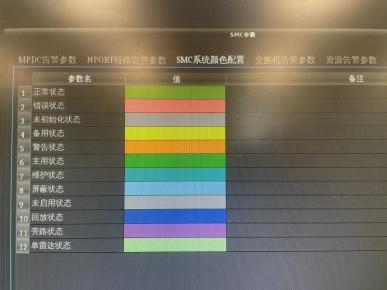 SMC参数
MPDC告警参数 NPORT链路告警参数 SMC系统颜色配置 交换机告警参数 资源告警参数
参数名 值 备注
1 正常状态
2 错误状态
3 未初始化状态
4 备用状态
5 警告状态
6 主用状态
7 维护状态
8 屏蔽状态
9 未启用状态
10 回放状态
11 旁路状态
12 单雷达状态